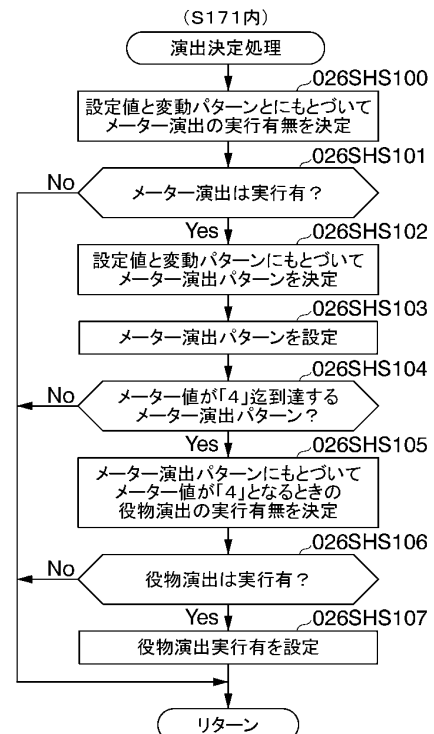 (S171内)
演出決定処理
026SHS100
設定値と変動パターンとにもとづいて
メーター演出の実行有無を決定
026SHS101
No
メーター演出は実行有?
Yes
026SHS102
設定値と変動パターンにもとづいて
メーター演出パターンを決定
026SHS103
メーター演出パターンを設定
026SHS104
No
メーター値が「4」迄到達する
メーター演出パターン?
Yes
026SHS105
メーター演出パターンにもとづいて
メーター値が「4」となるときの
役物演出の実行有無を決定
026SHS106
No
役物演出は実行有?
Yes
026SHS107
役物演出実行有を設定
リターン